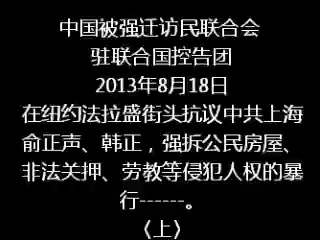 中国被强迁访民联合会
驻联合国控告团
2013年8月18日
在纽约法拉盛街头抗议中共上海
俞正声、韩正，强拆公民房屋、
非法关押、劳教等侵犯人权的暴
行------。
〈上〉